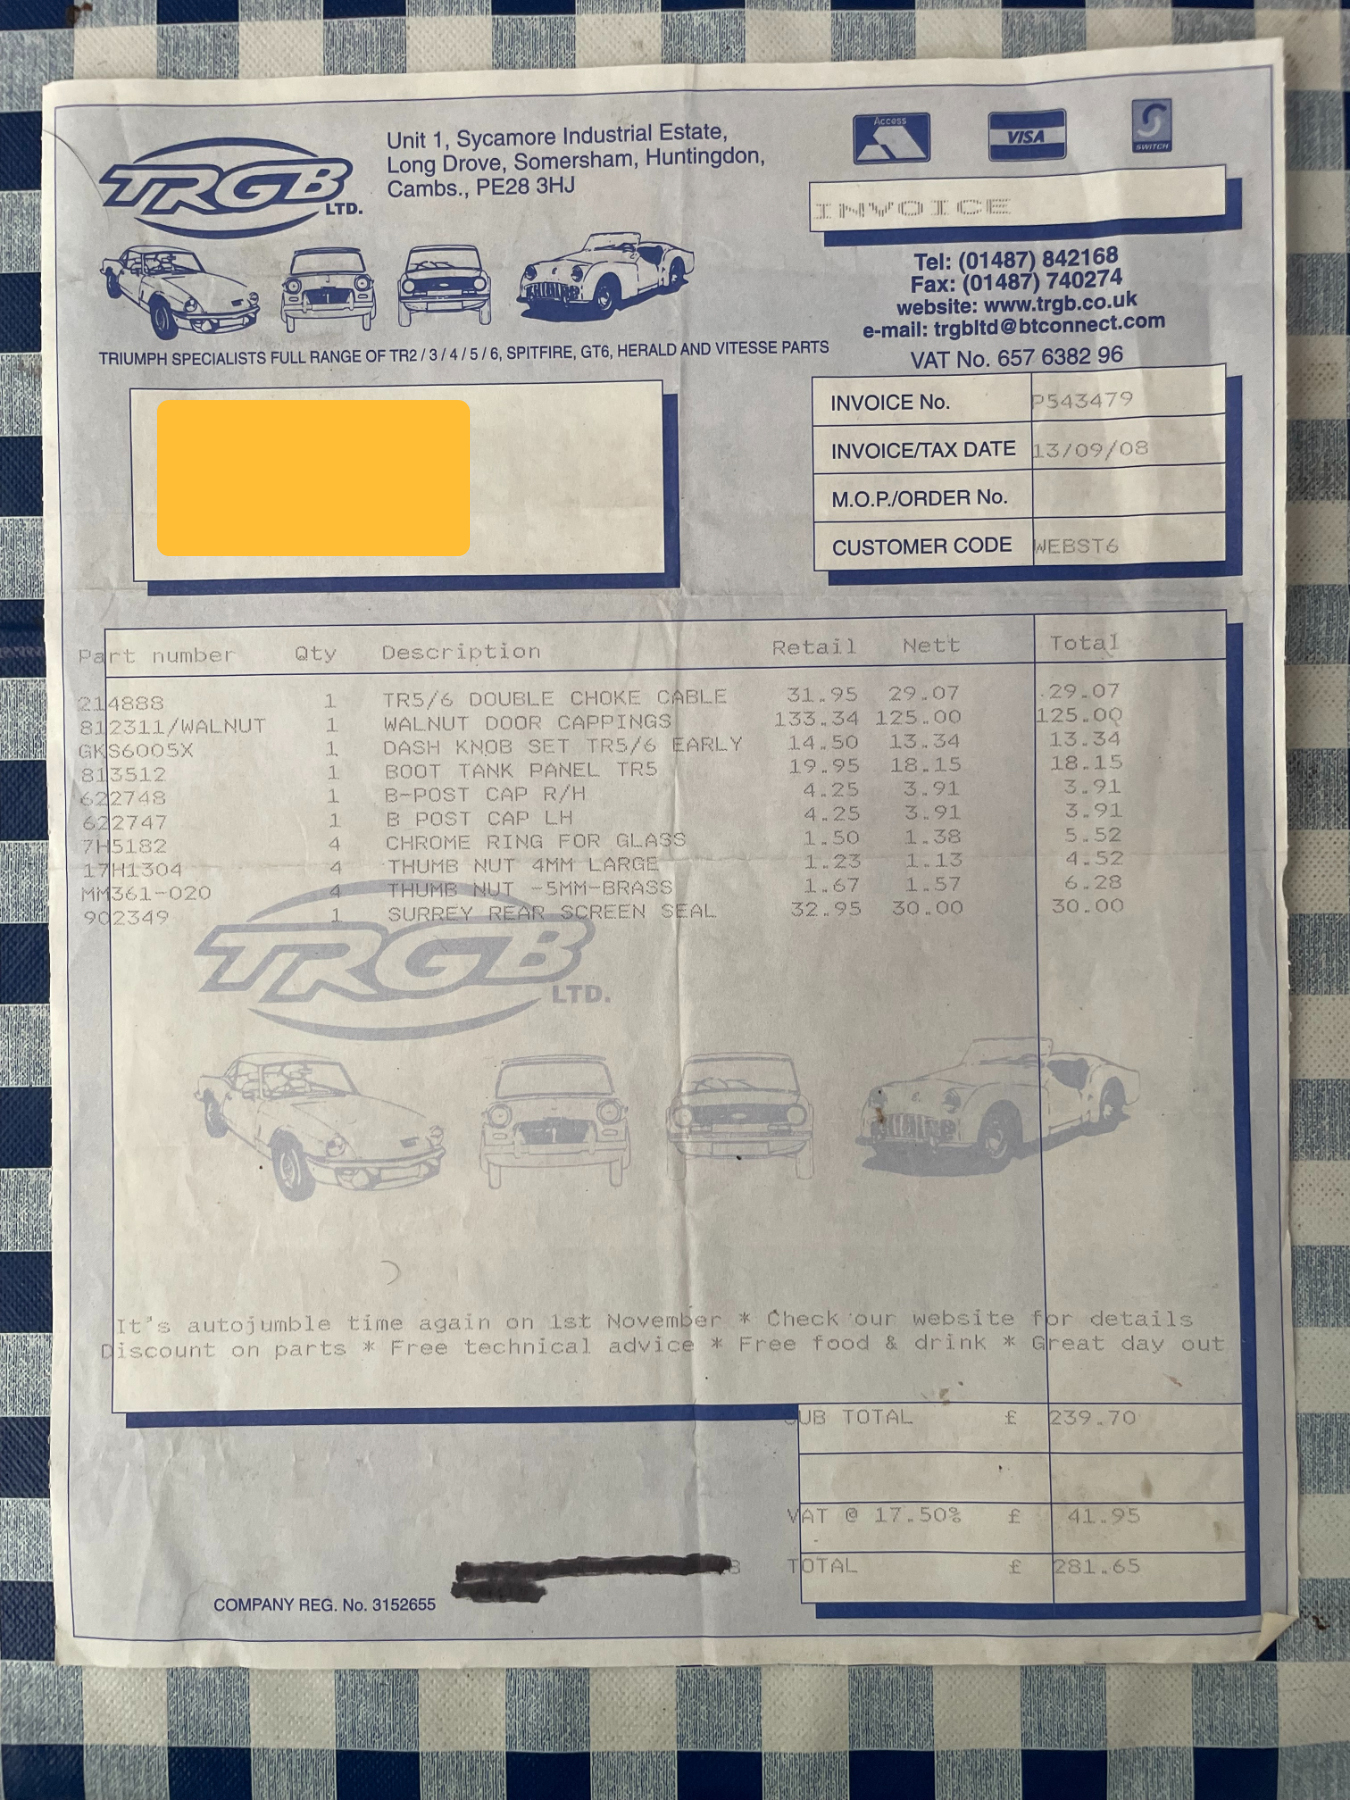 TRGB LTD.
Unit 1, Sycamore Industrial Estate,
Long Drove, Somersham, Huntingdon,
Cambs., PE28 3HJ
Access
VISA
SWITCH
INVOICE
Tel: (01487) 842168
Fax: (01487) 740274
website: www.trgb.co.uk
e-mail: trgbltd@btconnect.com
VAT No. 657 6382 96
TRIUMPH SPECIALISTS FULL RANGE OF TR2 / 3 / 4 / 5 / 6, SPITFIRE, GT6, HERALD AND VITESSE PARTS
INVOICE No. P543479
INVOICE/TAX DATE 13/09/08
M.O.P./ORDER No.
CUSTOMER CODE WEBST6
Part number Qty Description Retail Nett Total
214888 1 TR5/6 DOUBLE CHOKE CABLE 31.95 29.07 29.07
812311/WALNUT 1 WALNUT DOOR CAPPINGS 133.34 125.00 125.00
GKS6005X 1 DASH KNOB SET TR5/6 EARLY 14.50 13.34 13.34
813512 1 BOOT TANK PANEL TR5 19.95 18.15 18.15
622748 1 B-POST CAP R/H 4.25 3.91 3.91
622747 1 B POST CAP LH 4.25 3.91 3.91
7H5182 4 CHROME RING FOR GLASS 1.50 1.38 5.52
17H1304 4 THUMB NUT 4MM LARGE 1.23 1.13 4.52
MM361-020 4 THUMB NUT -5MM-BRASS 1.67 1.57 6.28
902349 1 SURREY REAR SCREEN SEAL 32.95 30.00 30.00
TRGB LTD.
It's autojumble time again on 1st November * Check our website for details
Discount on parts * Free technical advice * Free food & drink * Great day out
SUB TOTAL £ 239.70
VAT @ 17.50% £ 41.95
TOTAL £ 281.65
COMPANY REG. No. 3152655